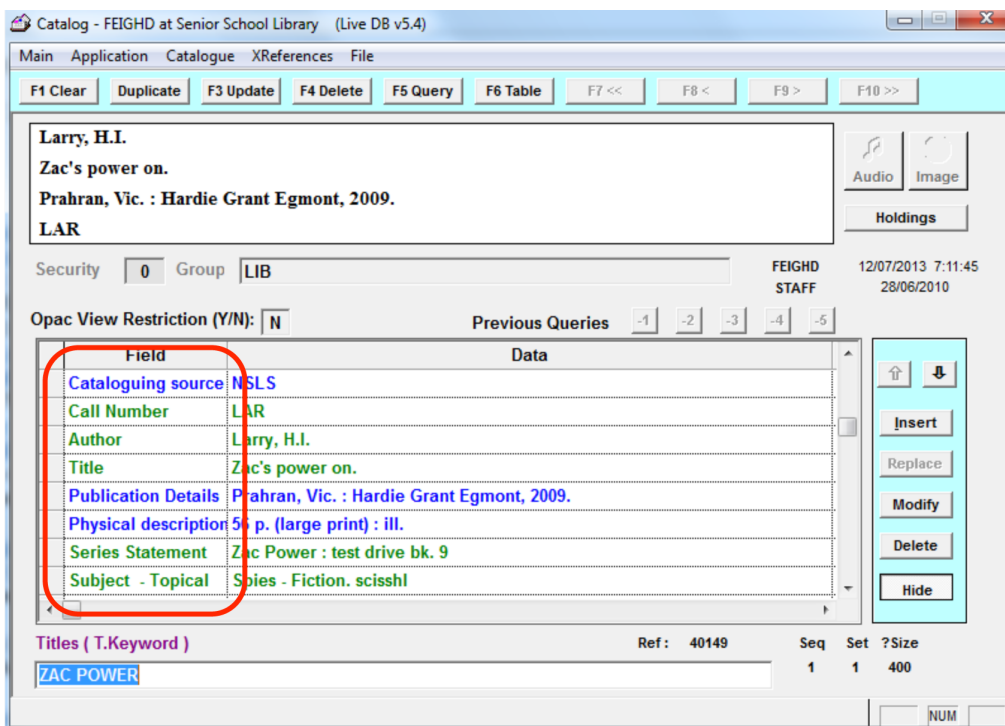 Catalog - FEIGHD at Senior School Library (Live DB v5.4)
Main Application Catalogue XReferences File
F1 Clear Duplicate F3 Update F4 Delete F5 Query F6 Table F7 << F8 < F9 > F10 >>
Larry, H.I.
Zac's power on.
Prahran, Vic. : Hardie Grant Egmont, 2009.
LAR
Audio Image
Holdings
Security 0 Group LIB FEIGHD 12/07/2013 7:11:45
STAFF 28/06/2010
Opac View Restriction (Y/N): N Previous Queries -1 -2 -3 -4 -5
Field Data
Cataloguing source NSLS
Call Number LAR
Author Larry, H.I.
Title Zac's power on.
Publication Details Prahran, Vic. : Hardie Grant Egmont, 2009.
Physical description 56 p. (large print) : ill.
Series Statement Zac Power : test drive bk. 9
Subject - Topical Spies - Fiction. scisshl
Insert
Replace
Modify
Delete
Hide
Titles ( T.Keyword ) Ref : 40149 Seq Set ?Size
ZAC POWER 1 1 400
NUM